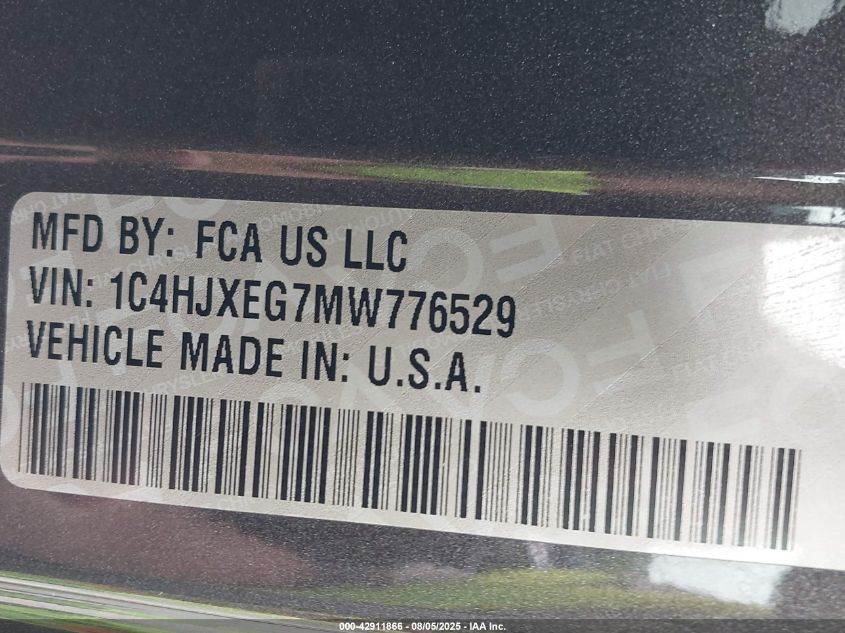 MFD BY: FCA US LLC
VIN: 1C4HJXEG7MW776529
VEHICLE MADE IN: U.S.A.
000-42911866 - 08/05/2025 - IAA Inc.